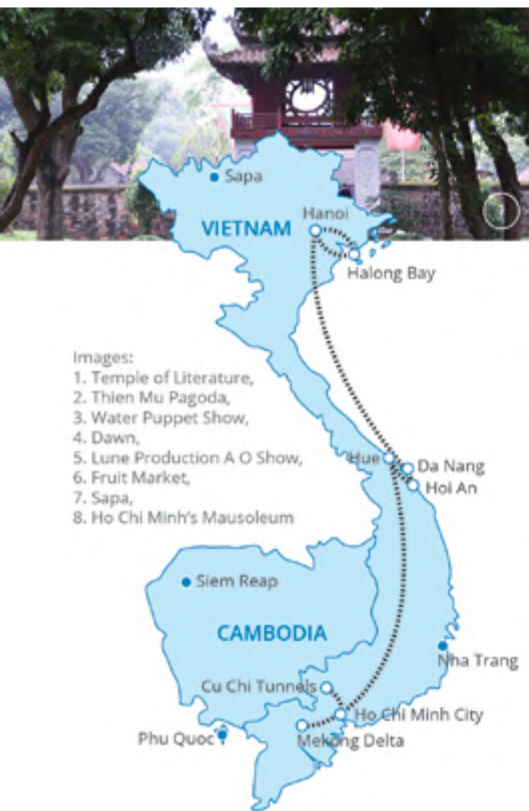 1
Sapa
Hanoi
VIETNAM
Halong Bay
Images:
1. Temple of Literature,
2. Thien Mu Pagoda,
3. Water Puppet Show,
4. Dawn,
5. Lune Production A O Show,
6. Fruit Market,
7. Sapa,
8. Ho Chi Minh's Mausoleum
Hue
Da Nang
Hoi An
Siem Reap
CAMBODIA
Nha Trang
Cu Chi Tunnels
Ho Chi Minh City
Phu Quoc
Mekong Delta